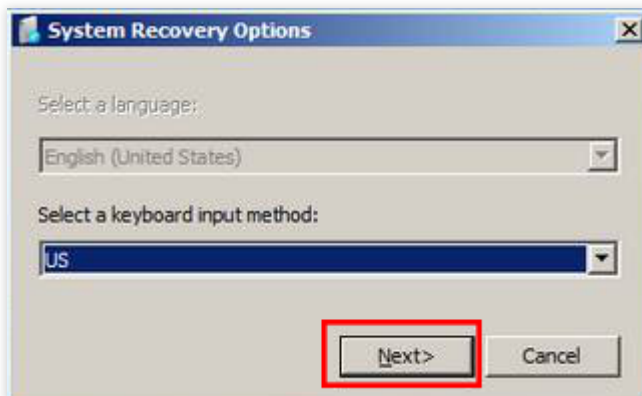 System Recovery Options
Select a language:
English (United States)
Select a keyboard input method:
US
Next>
Cancel